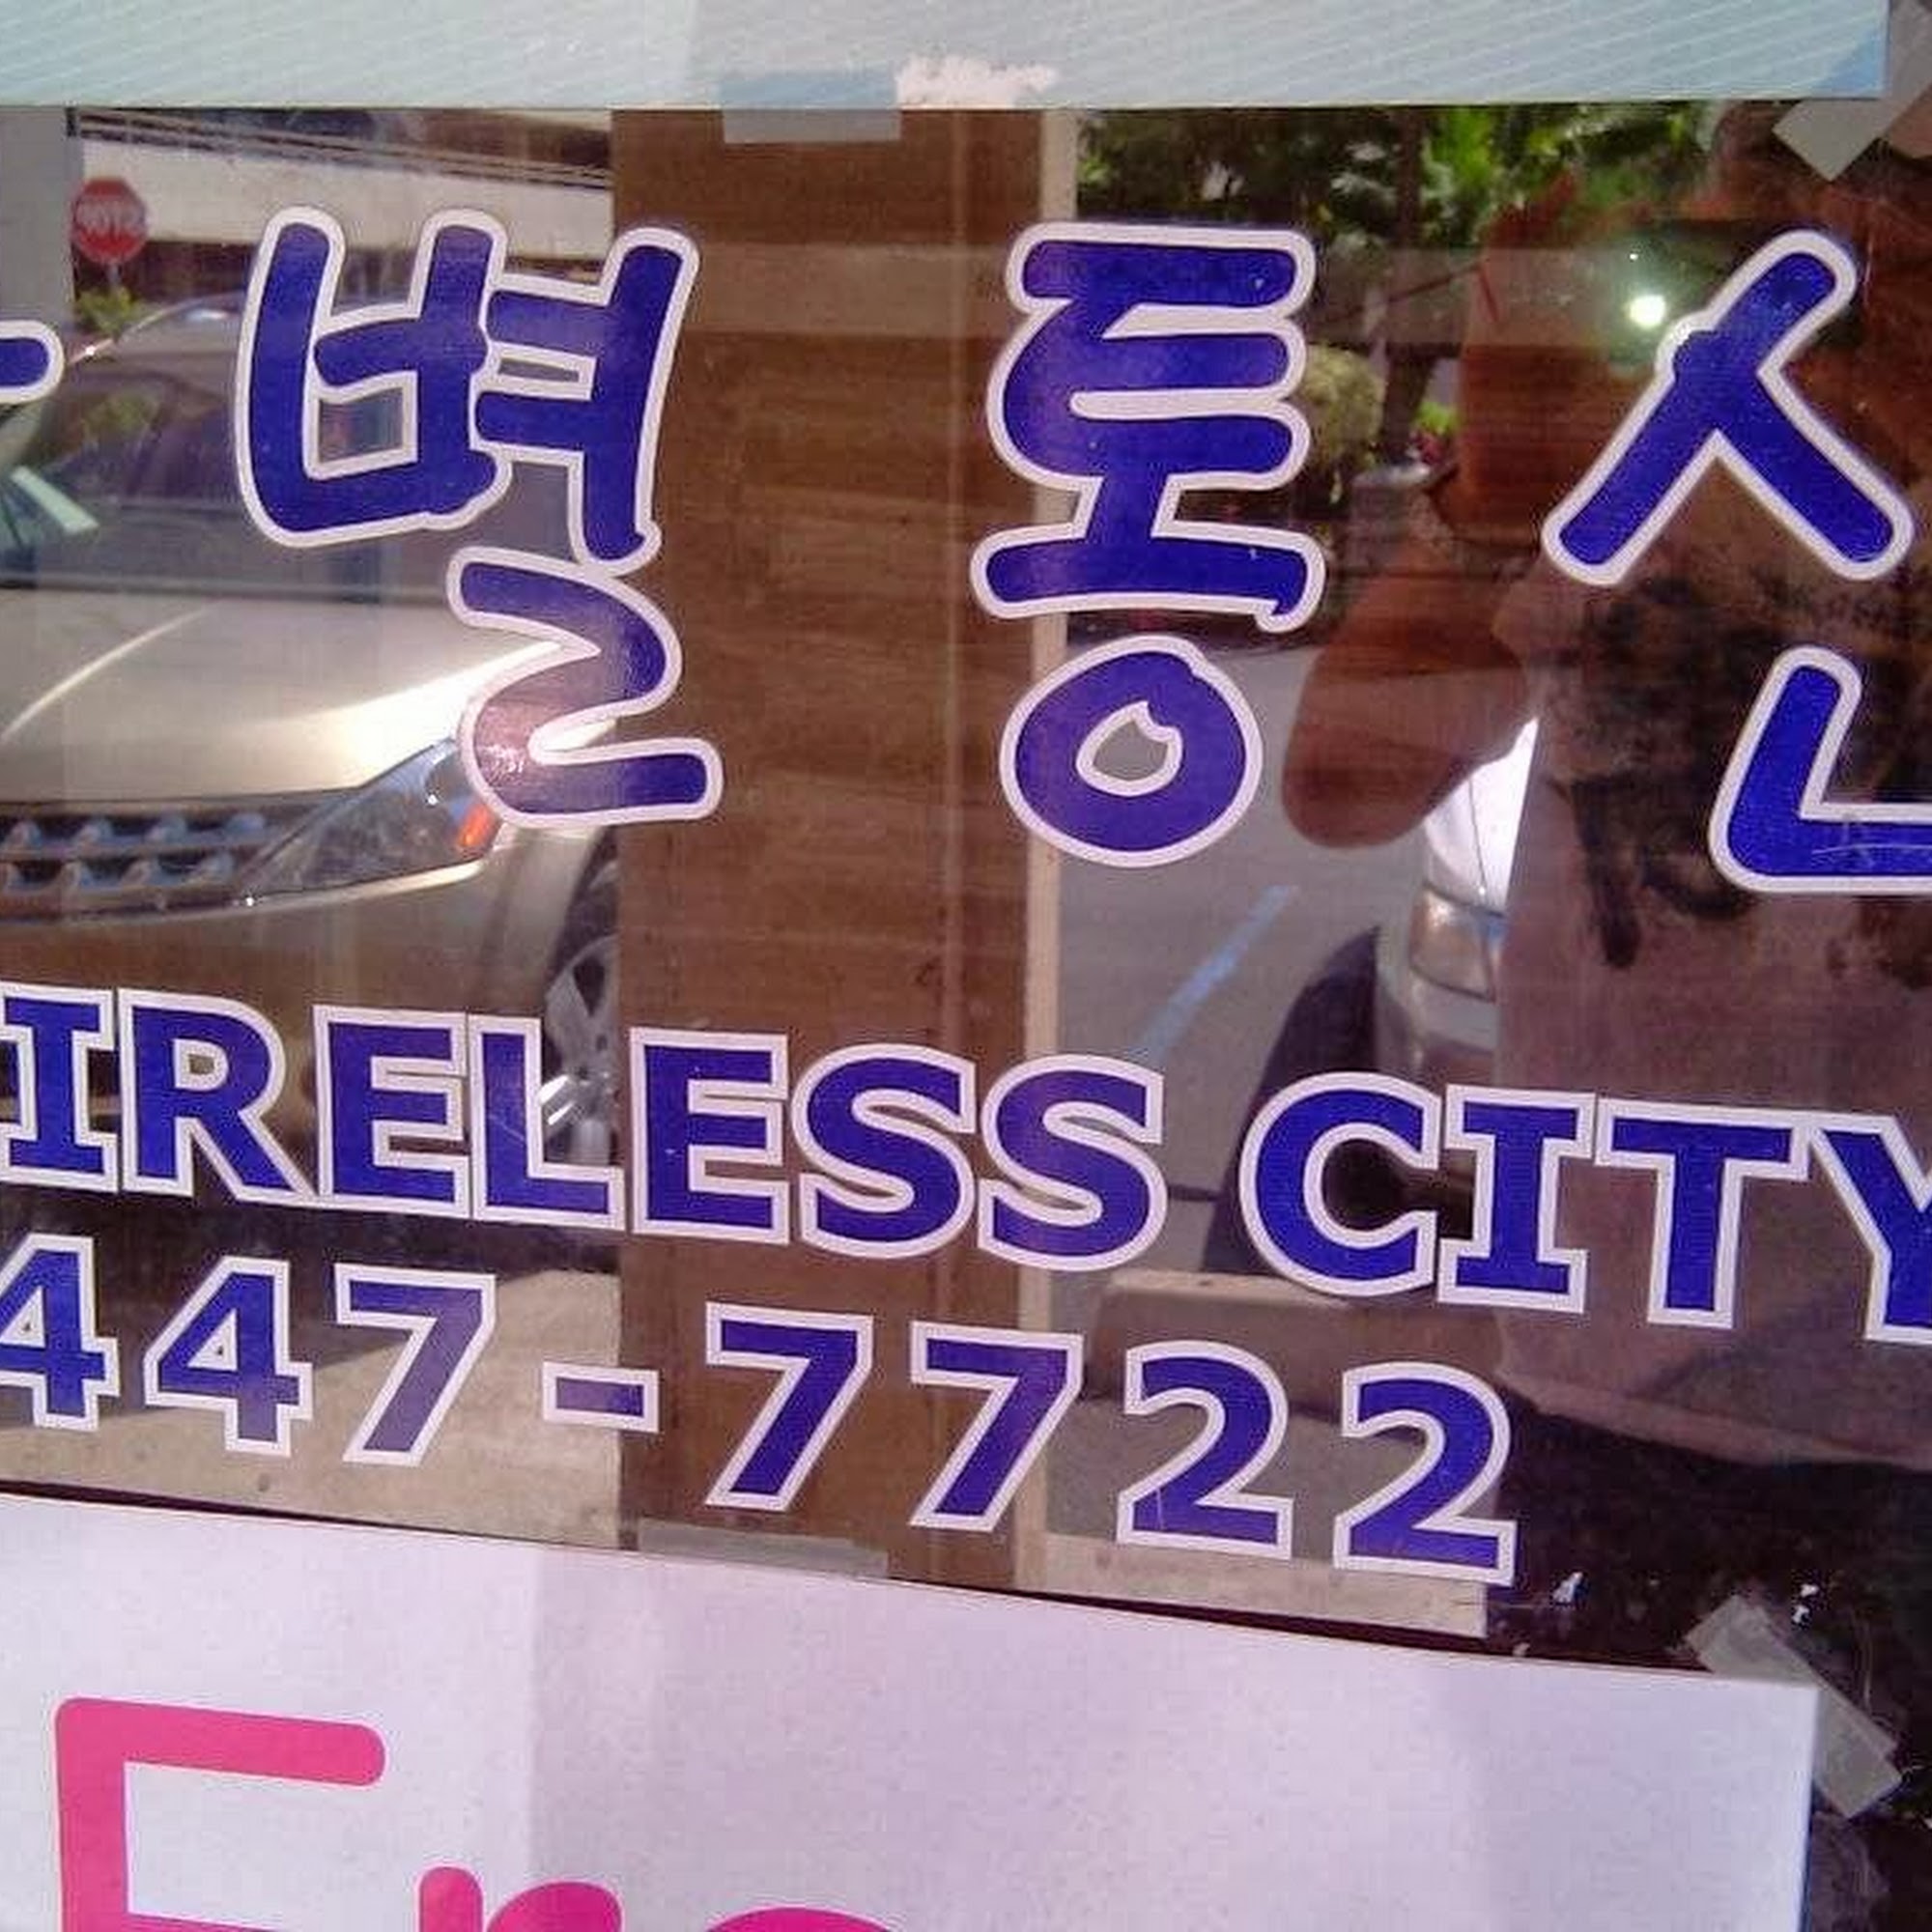 별 통
IRELESS CITY
447-7722